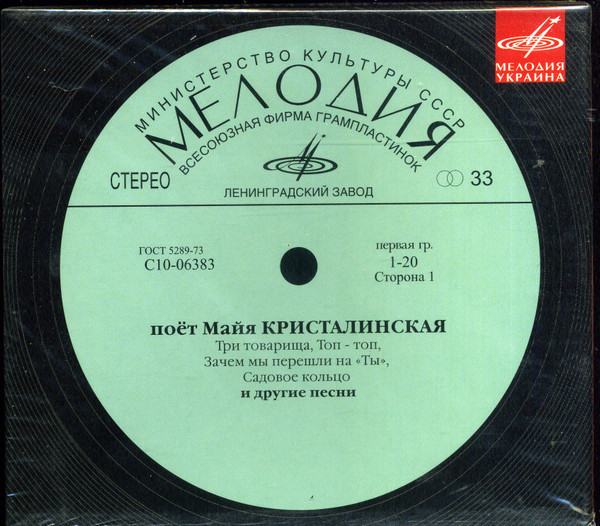 МИНИСТЕРСТВО КУЛЬТУРЫ СССР
МЕЛОДИЯ
ВСЕСОЮЗНАЯ ФИРМА ГРАМПЛАСТИНОК
МЕЛОДИЯ
УКРАИНА
СТЕРЕО
33
ЛЕНИНГРАДСКИЙ ЗАВОД
ГОСТ 5289-73
С10-06383
первая гр.
1-20
Сторона 1
поёт Майя КРИСТАЛИНСКАЯ
Три товарища, Топ - топ,
Зачем мы перешли на «Ты»,
Садовое кольцо
и другие песни